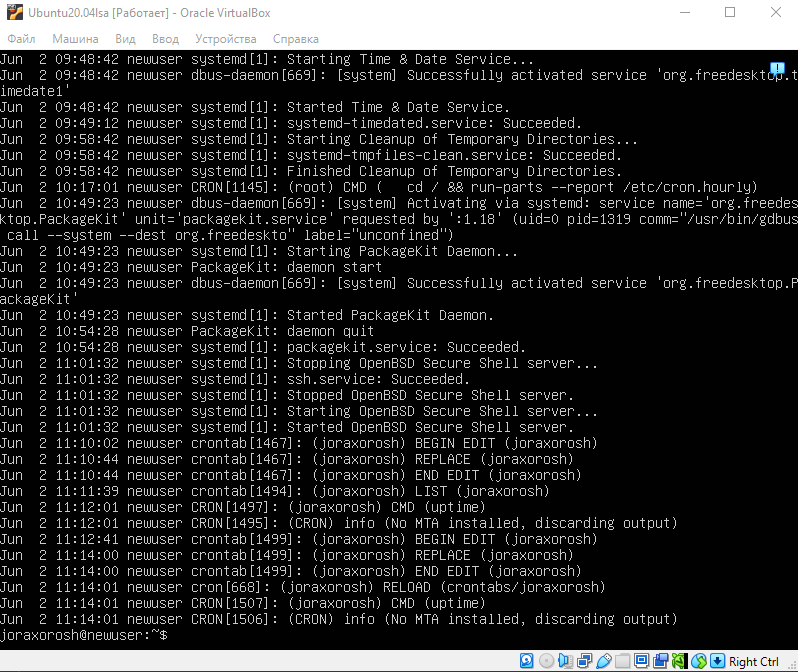 Ubuntu20.04lsa [Работает] - Oracle VirtualBox
Файл Машина Вид Ввод Устройства Справка
Jun  2 09:48:42 newuser systemd[1]: Starting Time & Date Service...
Jun  2 09:48:42 newuser dbus-daemon[669]: [system] Successfully activated service 'org.freedesktop.t
imedate1'
Jun  2 09:48:42 newuser systemd[1]: Started Time & Date Service.
Jun  2 09:49:12 newuser systemd[1]: systemd-timedated.service: Succeeded.
Jun  2 09:58:42 newuser systemd[1]: Starting Cleanup of Temporary Directories...
Jun  2 09:58:42 newuser systemd[1]: systemd-tmpfiles-clean.service: Succeeded.
Jun  2 09:58:42 newuser systemd[1]: Finished Cleanup of Temporary Directories.
Jun  2 10:17:01 newuser CRON[1145]: (root) CMD (   cd / && run-parts --report /etc/cron.hourly)
Jun  2 10:49:23 newuser dbus-daemon[669]: [system] Activating via systemd: service name='org.freedes
ktop.PackageKit' unit='packagekit.service' requested by ':1.18' (uid=0 pid=1319 comm="/usr/bin/gdbus
 call --system --dest org.freedeskto" label="unconfined")
Jun  2 10:49:23 newuser systemd[1]: Starting PackageKit Daemon...
Jun  2 10:49:23 newuser PackageKit: daemon start
Jun  2 10:49:23 newuser dbus-daemon[669]: [system] Successfully activated service 'org.freedesktop.P
ackageKit'
Jun  2 10:49:23 newuser systemd[1]: Started PackageKit Daemon.
Jun  2 10:54:28 newuser PackageKit: daemon quit
Jun  2 10:54:28 newuser systemd[1]: packagekit.service: Succeeded.
Jun  2 11:01:32 newuser systemd[1]: Stopping OpenBSD Secure Shell server...
Jun  2 11:01:32 newuser systemd[1]: ssh.service: Succeeded.
Jun  2 11:01:32 newuser systemd[1]: Stopped OpenBSD Secure Shell server.
Jun  2 11:01:32 newuser systemd[1]: Starting OpenBSD Secure Shell server...
Jun  2 11:01:32 newuser systemd[1]: Started OpenBSD Secure Shell server.
Jun  2 11:10:02 newuser crontab[1467]: (joraxorosh) BEGIN EDIT (joraxorosh)
Jun  2 11:10:44 newuser crontab[1467]: (joraxorosh) REPLACE (joraxorosh)
Jun  2 11:10:44 newuser crontab[1467]: (joraxorosh) END EDIT (joraxorosh)
Jun  2 11:11:39 newuser crontab[1494]: (joraxorosh) LIST (joraxorosh)
Jun  2 11:12:01 newuser CRON[1497]: (joraxorosh) CMD (uptime)
Jun  2 11:12:01 newuser CRON[1495]: (CRON) info (No MTA installed, discarding output)
Jun  2 11:12:41 newuser crontab[1499]: (joraxorosh) BEGIN EDIT (joraxorosh)
Jun  2 11:14:00 newuser crontab[1499]: (joraxorosh) REPLACE (joraxorosh)
Jun  2 11:14:00 newuser crontab[1499]: (joraxorosh) END EDIT (joraxorosh)
Jun  2 11:14:01 newuser cron[668]: (joraxorosh) RELOAD (crontabs/joraxorosh)
Jun  2 11:14:01 newuser CRON[1507]: (joraxorosh) CMD (uptime)
Jun  2 11:14:01 newuser CRON[1506]: (CRON) info (No MTA installed, discarding output)
joraxorosh@newuser:~$
Right Ctrl